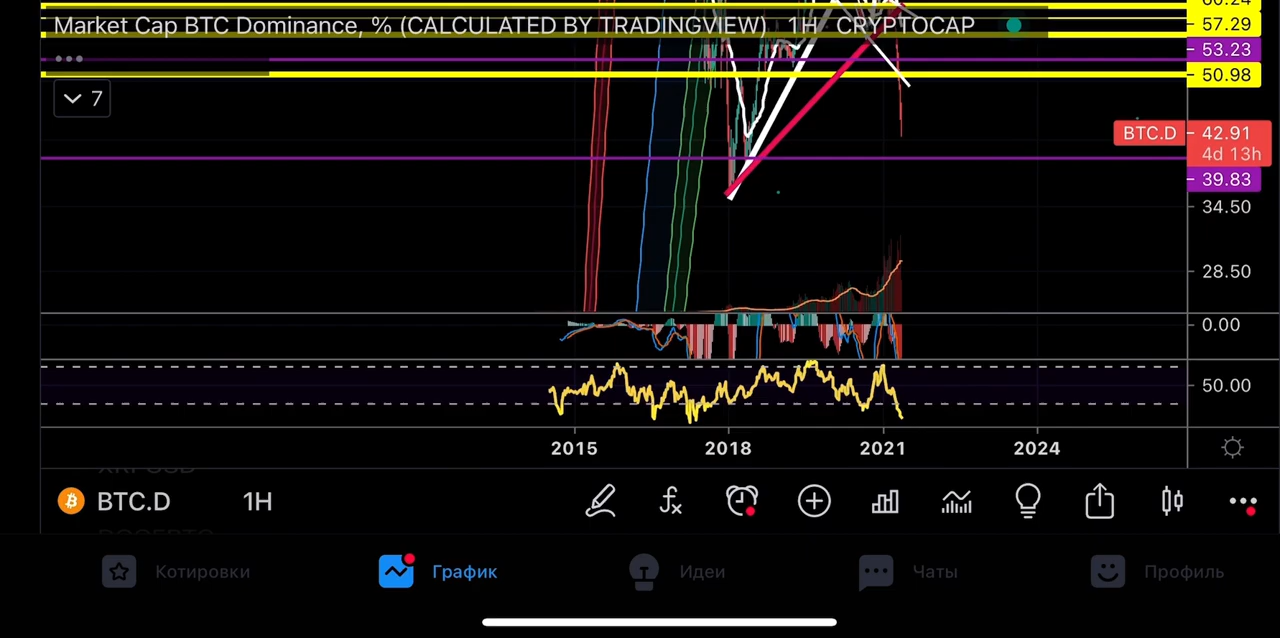 60.24
Market Cap BTC Dominance, % (CALCULATED BY TRADINGVIEW) 1H CRYPTOCAP
57.29
53.23
50.98
7
BTC.D 42.91
4d 13h
39.83
34.50
28.50
0.00
50.00
2015 2018 2021 2024
BTC.D 1H
Котировки График Идеи Чаты Профиль